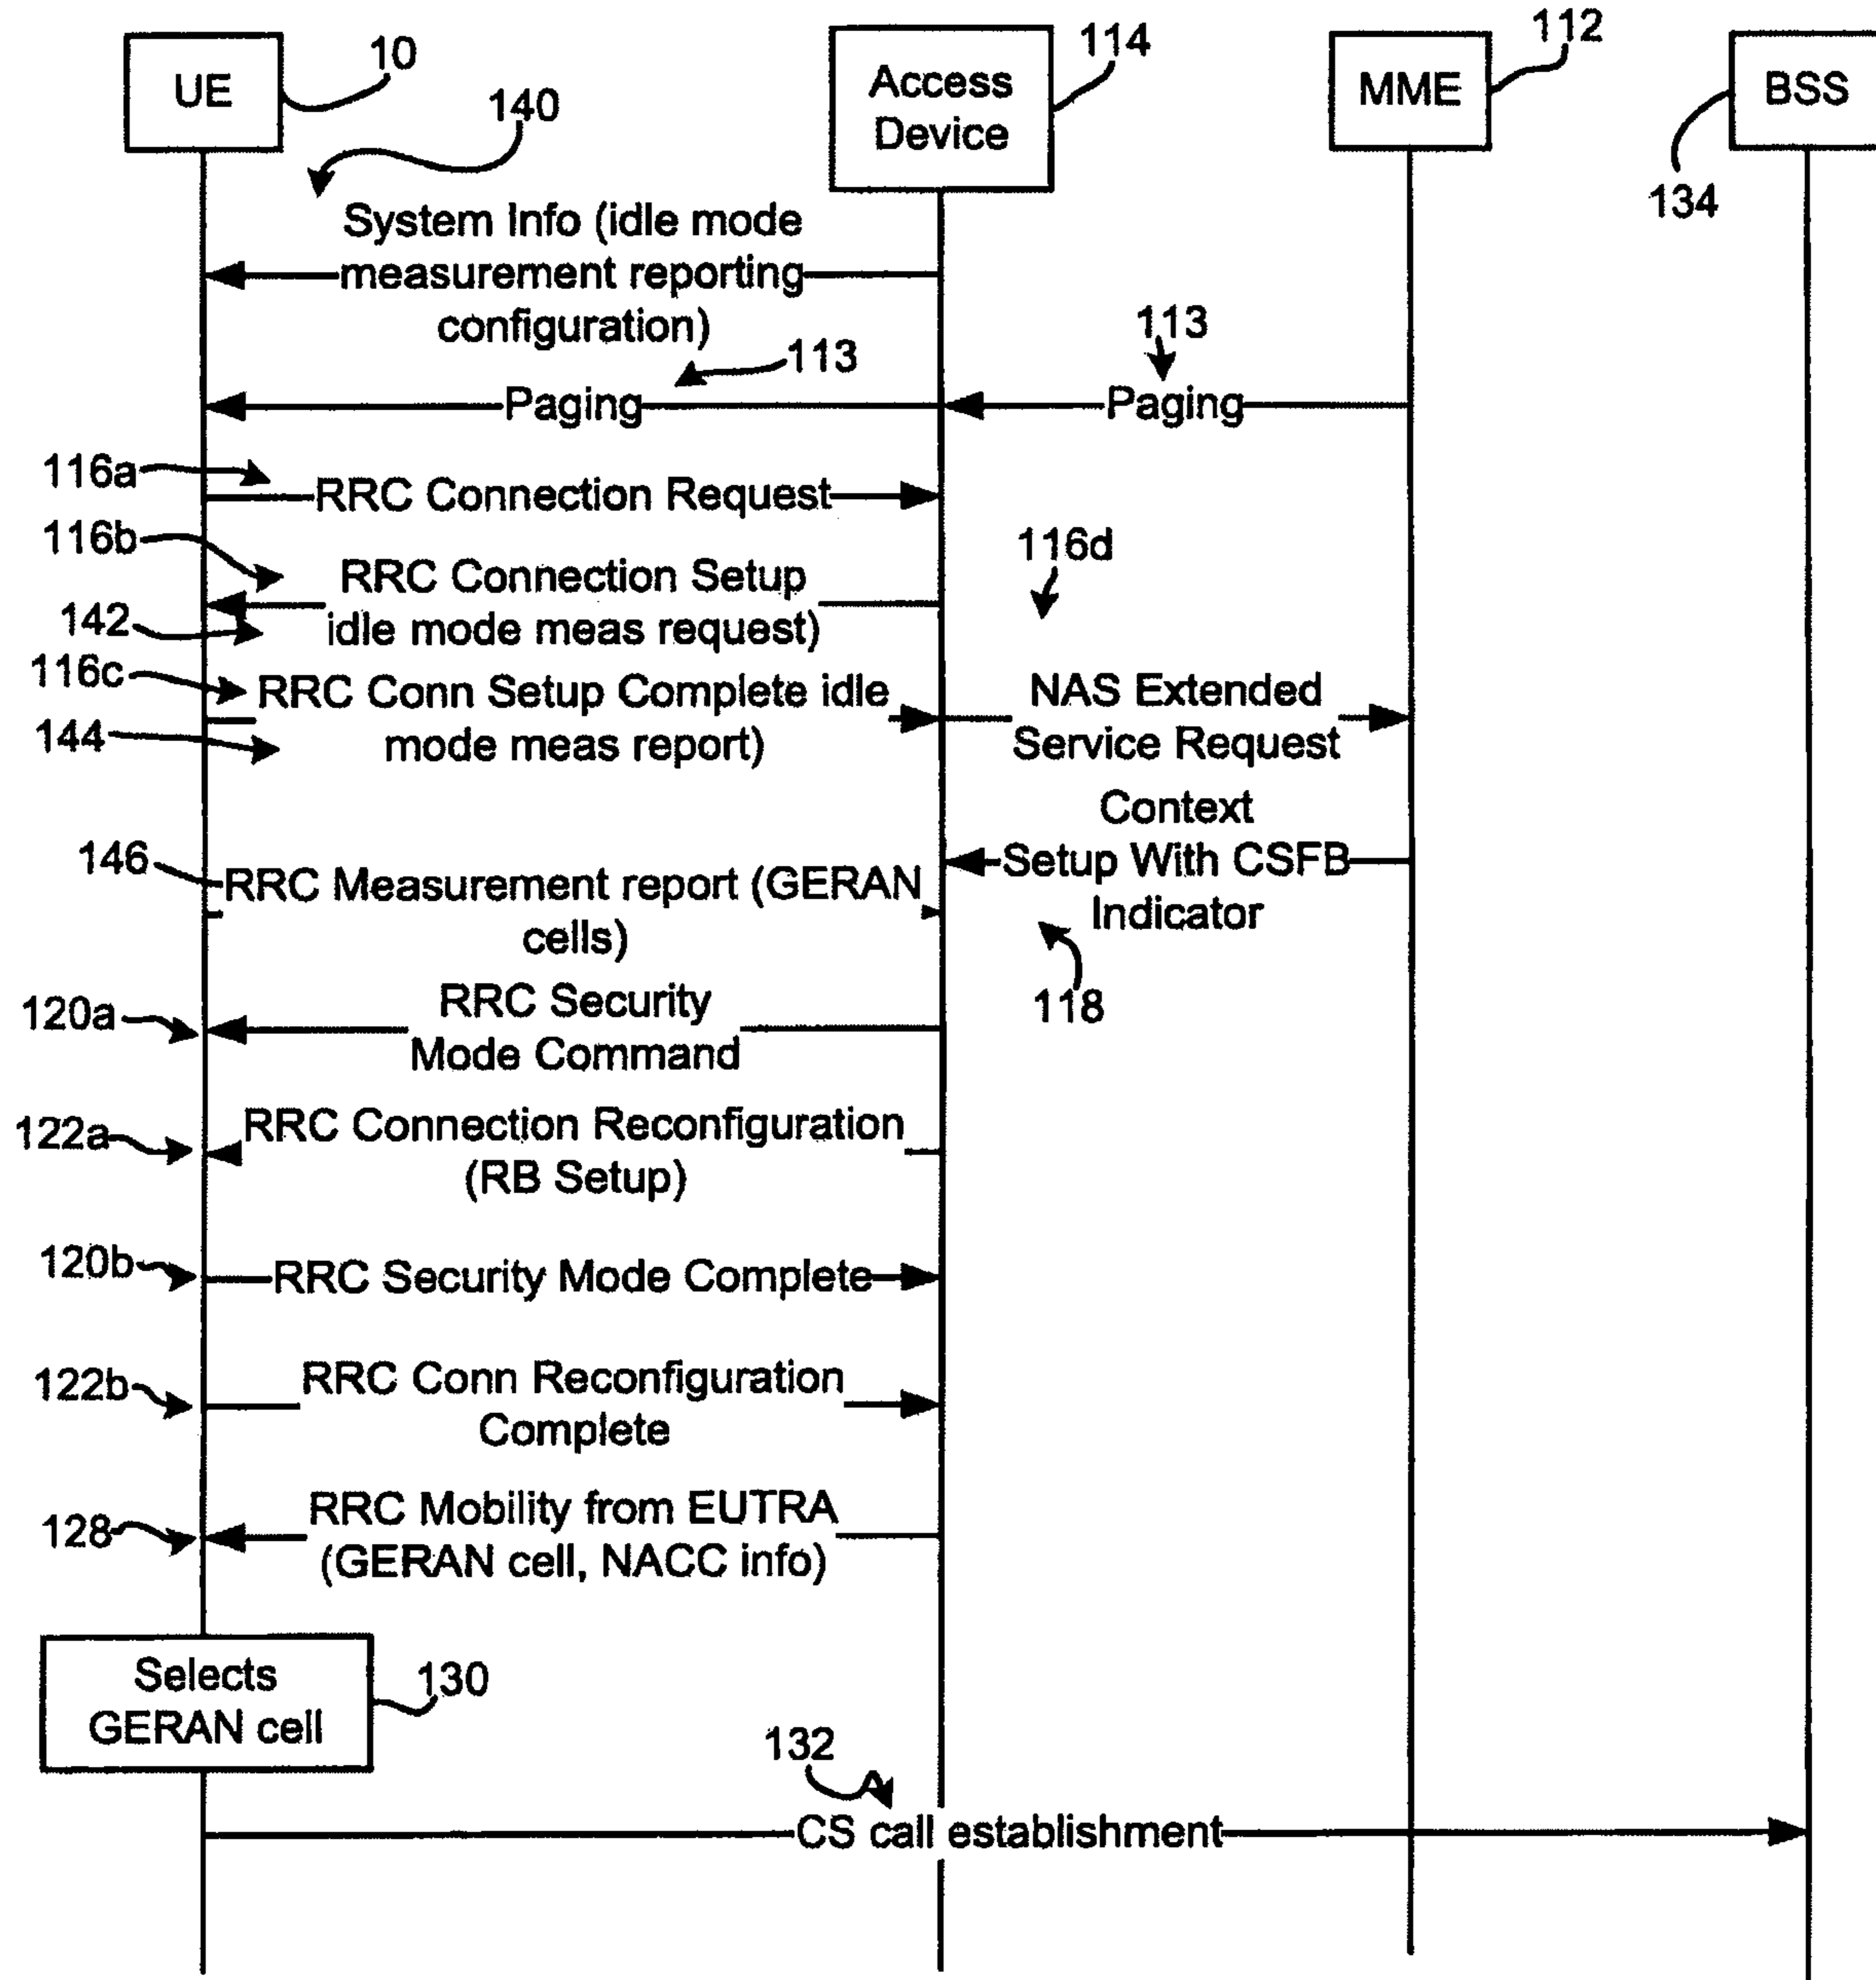 UE
10
Access
Device
114
MME
112
BSS
134
140
System Info (idle mode
measurement reporting
configuration)
113
Paging
113
Paging
116a
RRC Connection Request
116b
RRC Connection Setup
142
idle mode meas request)
116d
116c
RRC Conn Setup Complete idle
144
mode meas report)
NAS Extended
Service Request
Context
Setup With CSFB
Indicator
118
146
RRC Measurement report (GERAN
cells)
120a
RRC Security
Mode Command
122a
RRC Connection Reconfiguration
(RB Setup)
120b
RRC Security Mode Complete
122b
RRC Conn Reconfiguration
Complete
128
RRC Mobility from EUTRA
(GERAN cell, NACC info)
Selects
GERAN cell
130
132
CS call establishment